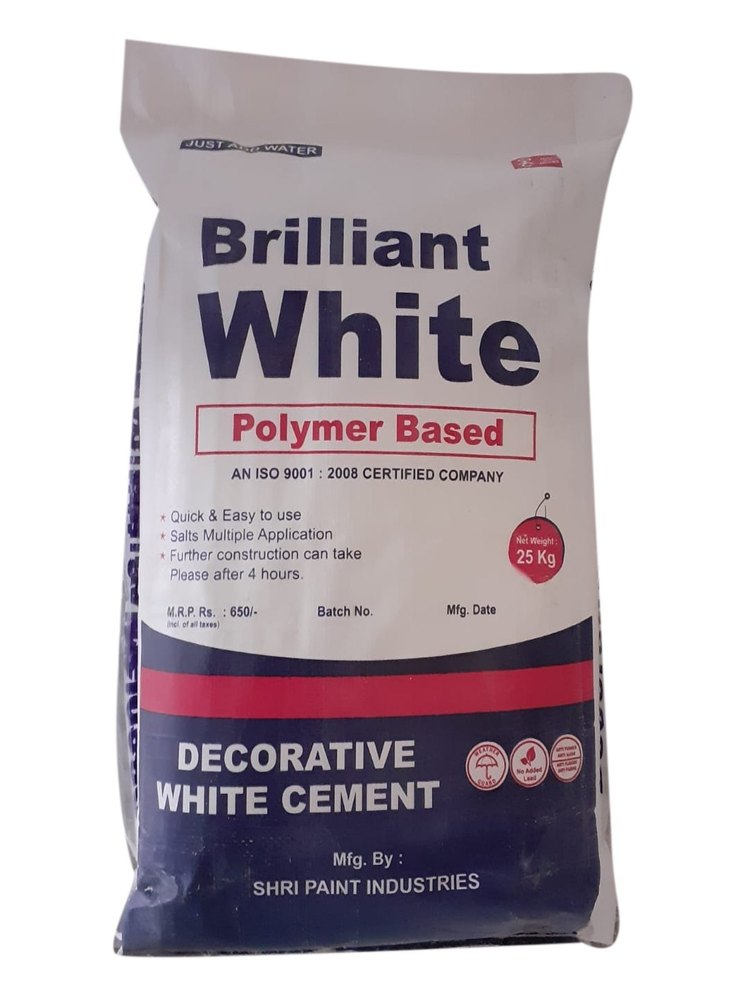 JUST ADD WATER
Brilliant
White
Polymer Based
AN ISO 9001 : 2008 CERTIFIED COMPANY
★ Quick & Easy to use
★ Salts Multiple Application
★ Further construction can take
Please after 4 hours.
Net Weight :
25 Kg
M.R.P. Rs. : 650/-
(incl. of all taxes)
Batch No.
Mfg. Date
DECORATIVE
WHITE CEMENT
WEATHER
GUARD
No Added
Lead
Mfg. By :
SHRI PAINT INDUSTRIES